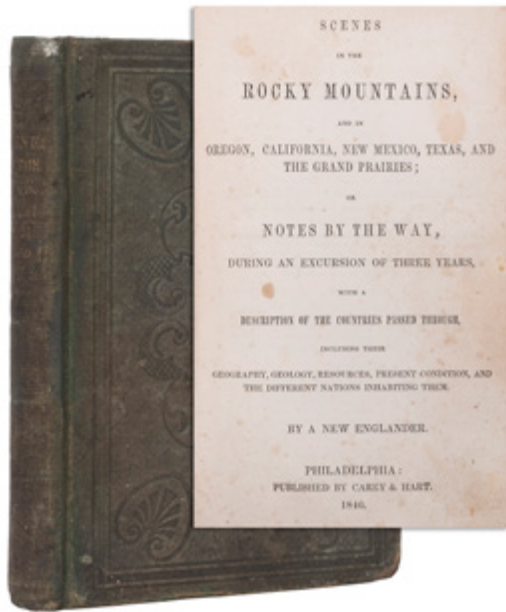 SCENES
IN THE
ROCKY MOUNTAINS,
AND IN
OREGON, CALIFORNIA, NEW MEXICO, TEXAS, AND
THE GRAND PRAIRIES;
OR
NOTES BY THE WAY,
DURING AN EXCURSION OF THREE YEARS,
WITH A
DESCRIPTION OF THE COUNTRIES PASSED THROUGH,
INCLUDING THEIR
GEOGRAPHY, GEOLOGY, RESOURCES, PRESENT CONDITION, AND
THE DIFFERENT NATIONS INHABITING THEM.
BY A NEW ENGLANDER.
PHILADELPHIA:
PUBLISHED BY CAREY & HART.
1846.